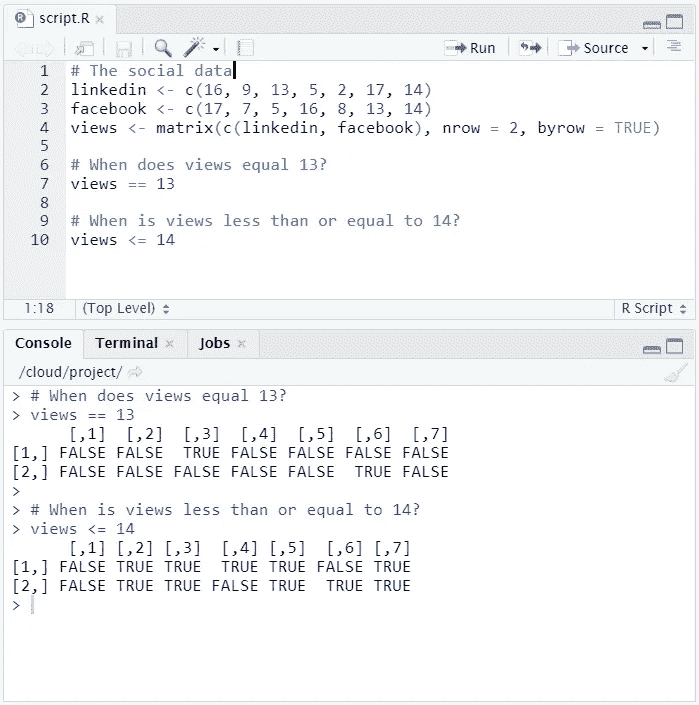 script.R ×
Run Source
1 # The social data
2 linkedin <- c(16, 9, 13, 5, 2, 17, 14)
3 facebook <- c(17, 7, 5, 16, 8, 13, 14)
4 views <- matrix(c(linkedin, facebook), nrow = 2, byrow = TRUE)
5
6 # When does views equal 13?
7 views == 13
8
9 # When is views less than or equal to 14?
10 views <= 14
1:18 (Top Level) R Script
Console Terminal × Jobs ×
/cloud/project/
> # When does views equal 13?
> views == 13
      [,1]  [,2]  [,3]  [,4]  [,5]  [,6]  [,7]
[1,] FALSE FALSE  TRUE FALSE FALSE FALSE FALSE
[2,] FALSE FALSE FALSE FALSE FALSE  TRUE FALSE
>
> # When is views less than or equal to 14?
> views <= 14
      [,1] [,2] [,3]  [,4] [,5]  [,6] [,7]
[1,] FALSE TRUE TRUE  TRUE TRUE FALSE TRUE
[2,] FALSE TRUE TRUE FALSE TRUE  TRUE TRUE
>